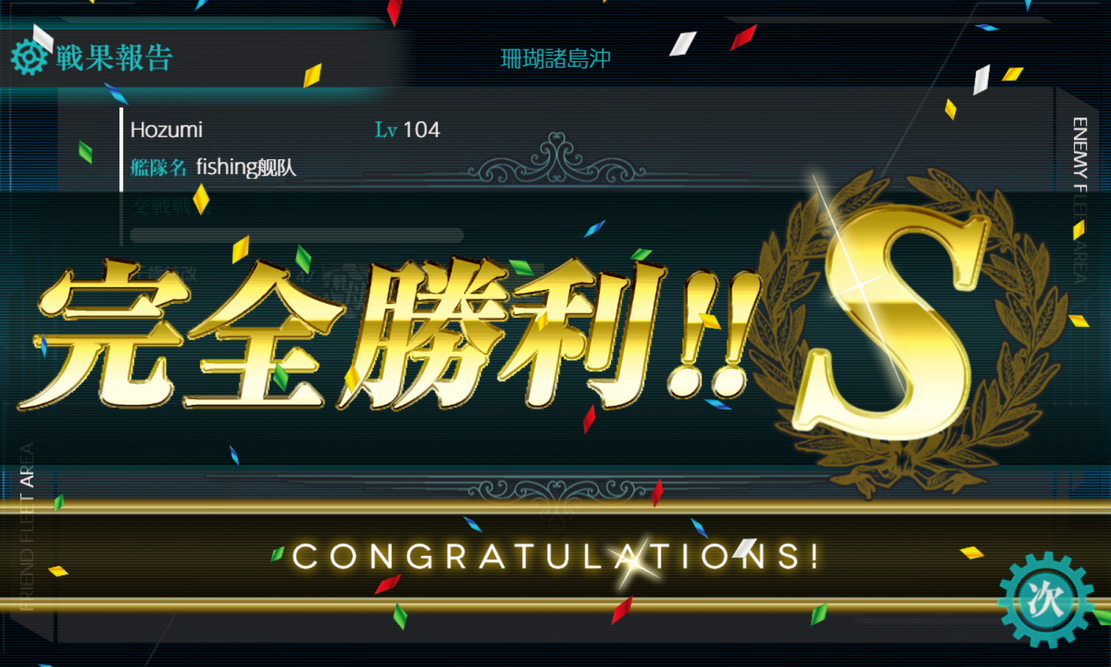 戦果報告
珊瑚諸島沖
Hozumi Lv 104
艦隊名 fishing舰队
完全勝利!! S
CONGRATULATIONS!
次
FRIEND FLEET AREA
ENEMY FLEET AREA